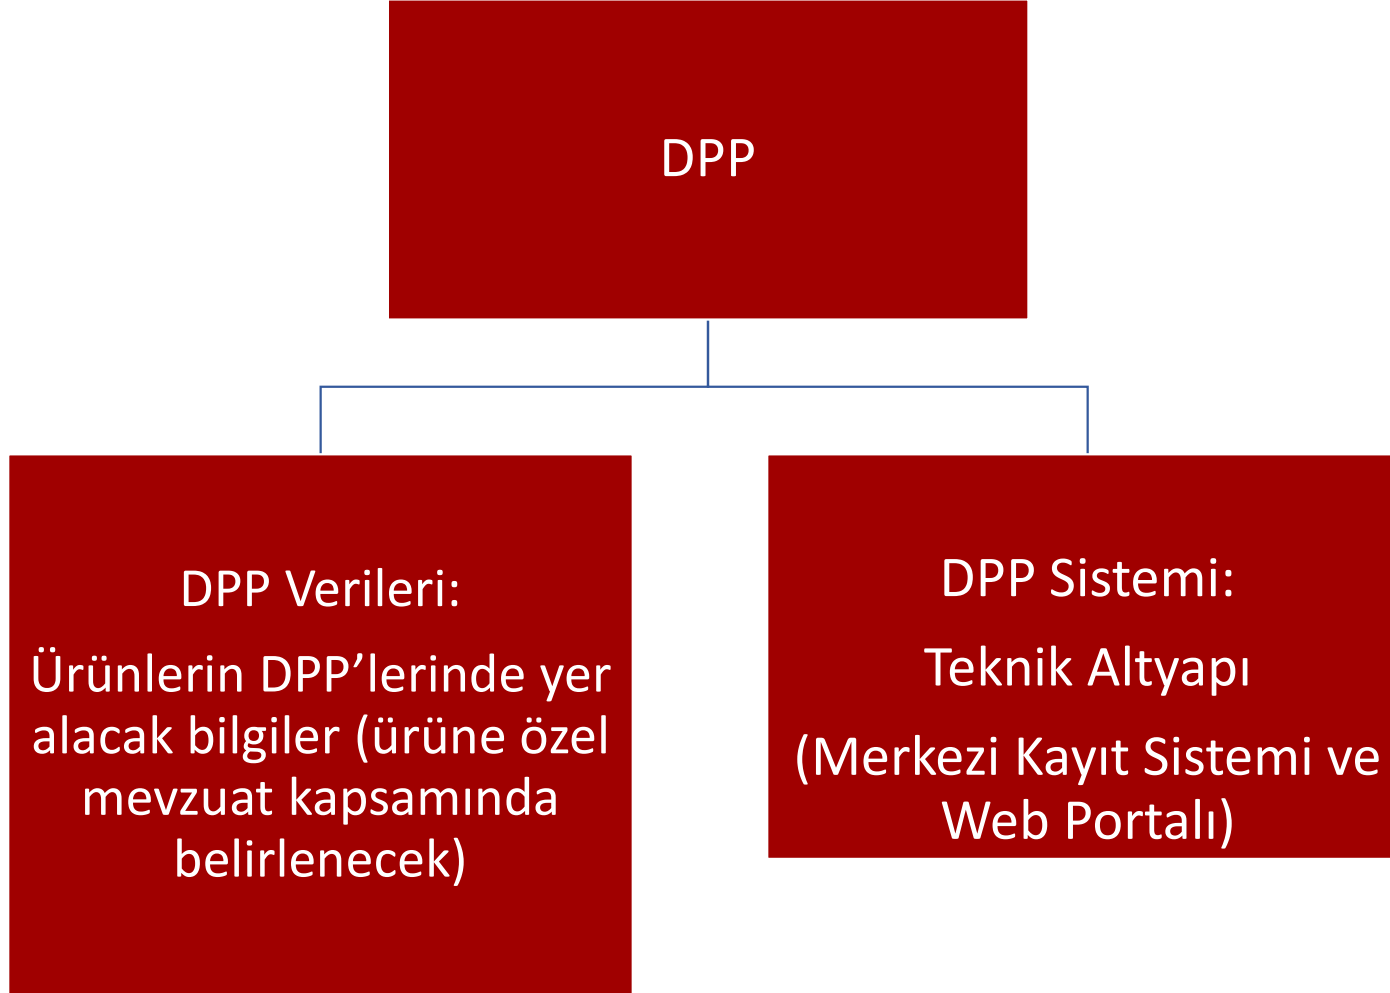 DPP
DPP Verileri:
Ürünlerin DPP’lerinde yer
alacak bilgiler (ürüne özel
mevzuat kapsamında
belirlenecek)
DPP Sistemi:
Teknik Altyapı
(Merkezi Kayıt Sistemi ve
Web Portalı)